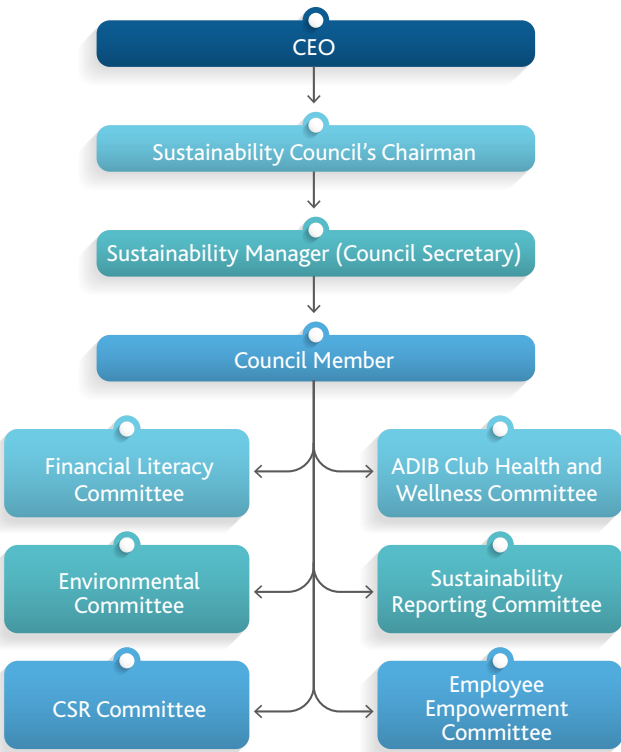 CEO
Sustainability Council's Chairman
Sustainability Manager (Council Secretary)
Council Member
Financial Literacy
Committee
ADIB Club Health and
Wellness Committee
Environmental
Committee
Sustainability
Reporting Committee
CSR Committee
Employee
Empowerment
Committee